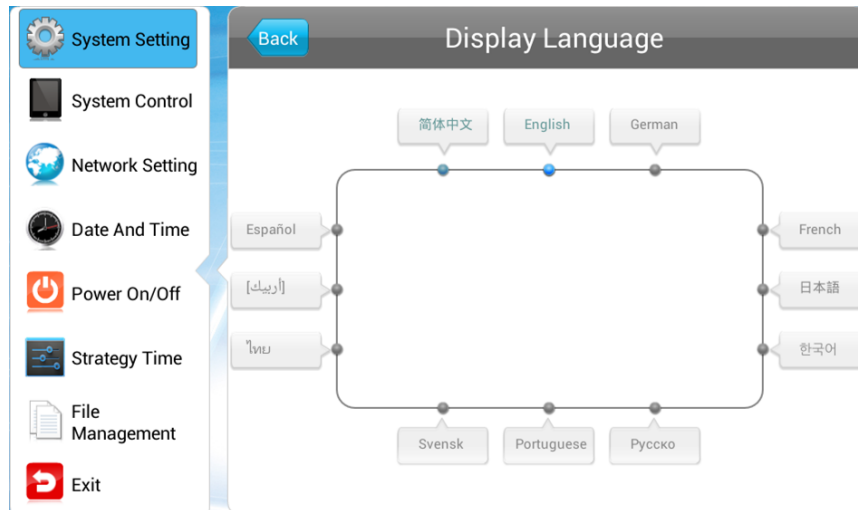 System Setting
System Control
Network Setting
Date And Time
Power On/Off
Strategy Time
File
Management
Exit
Back
Display Language
简体中文
English
German
Español
French
[أربيك]
日本語
ไทย
한국어
Svensk
Portuguese
Русско